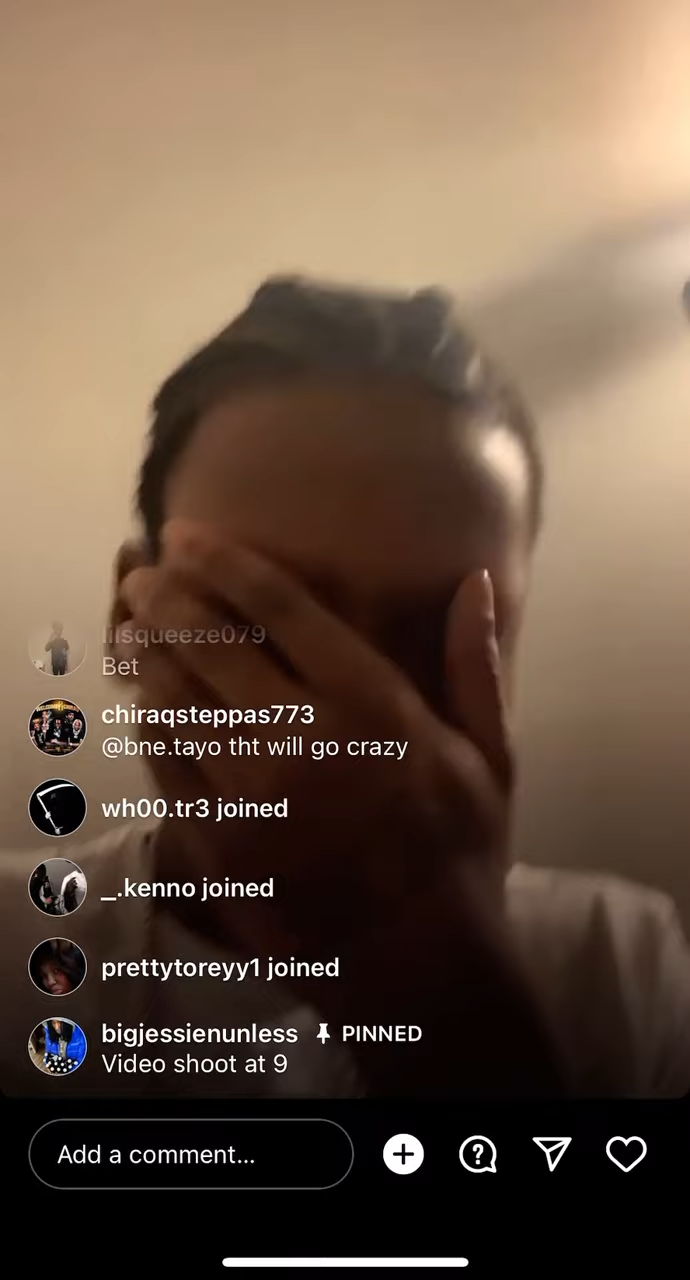 lilsqueeze079
Bet
chiraqsteppas773
@bne.tayo tht will go crazy
wh00.tr3 joined
_.kenno joined
prettytoreyy1 joined
bigjessienunless PINNED
Video shoot at 9
Add a comment...